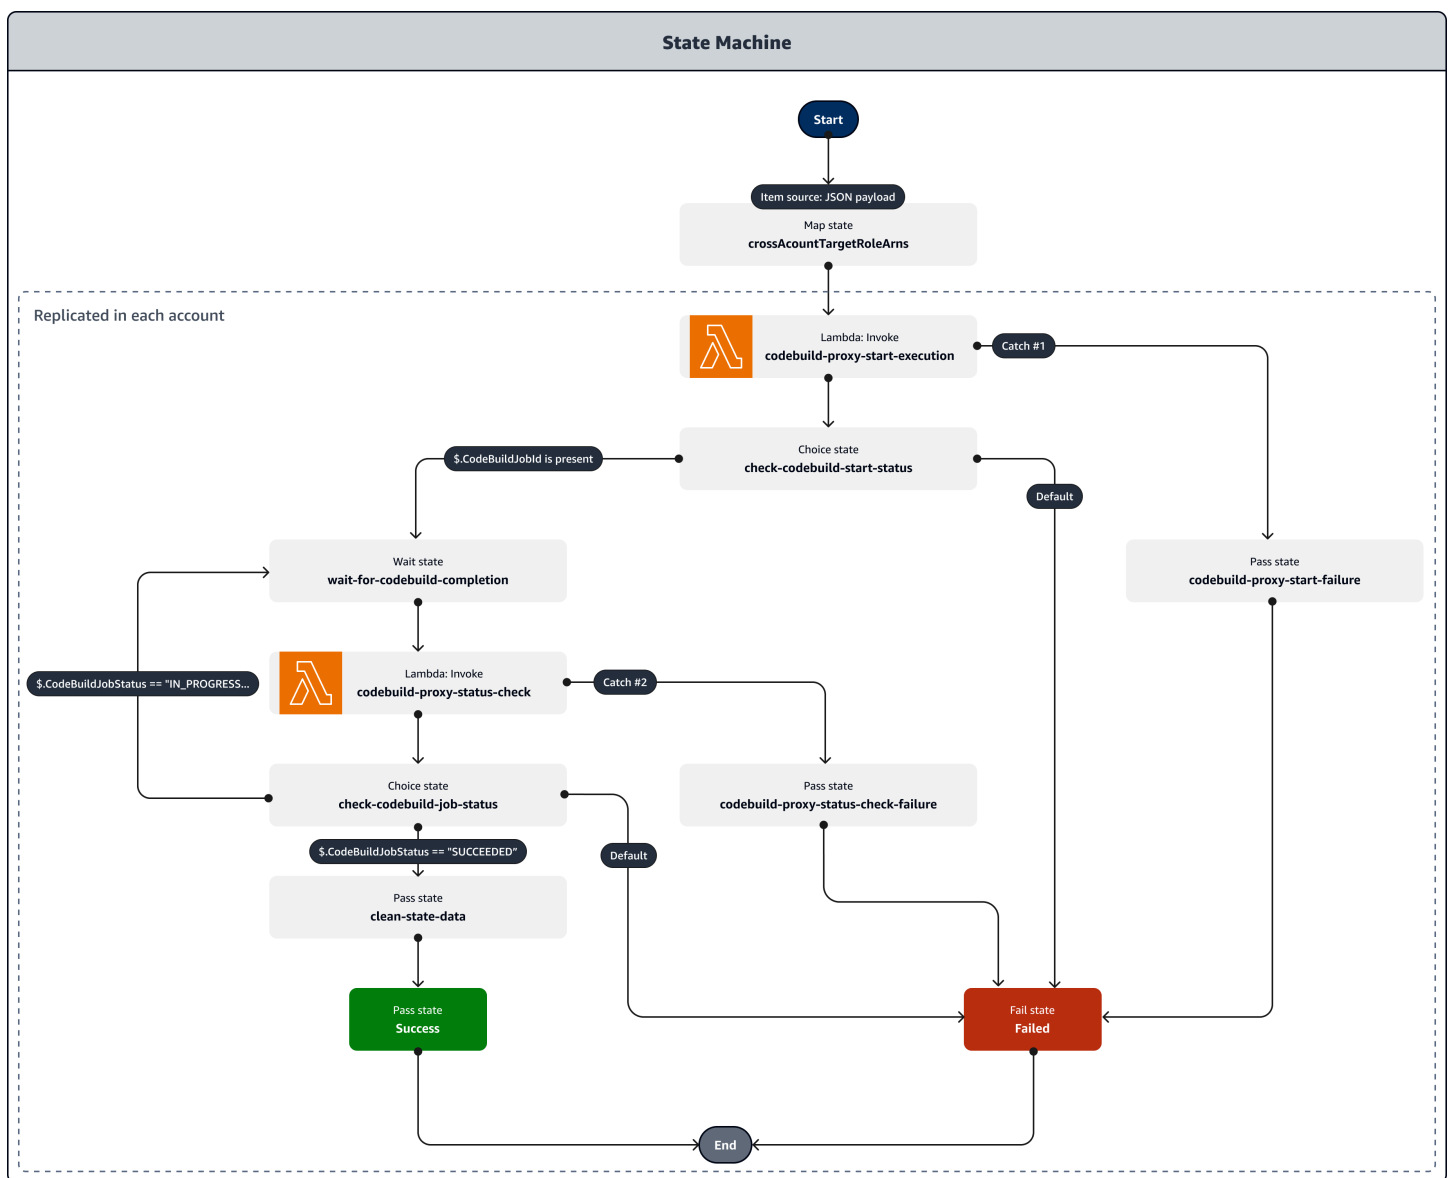 State Machine
Start
Item source: JSON payload
Map state
crossAcountTargetRoleArns
Replicated in each account
Lambda: Invoke
codebuild-proxy-start-execution
Catch #1
Choice state
check-codebuild-start-status
$.CodeBuildJobId is present
Default
Wait state
wait-for-codebuild-completion
Pass state
codebuild-proxy-start-failure
Lambda: Invoke
codebuild-proxy-status-check
Catch #2
$.CodeBuildJobStatus == "IN_PROGRESS...
Choice state
check-codebuild-job-status
Pass state
codebuild-proxy-status-check-failure
$.CodeBuildJobStatus == "SUCCEEDED"
Default
Pass state
clean-state-data
Pass state
Success
Fail state
Failed
End